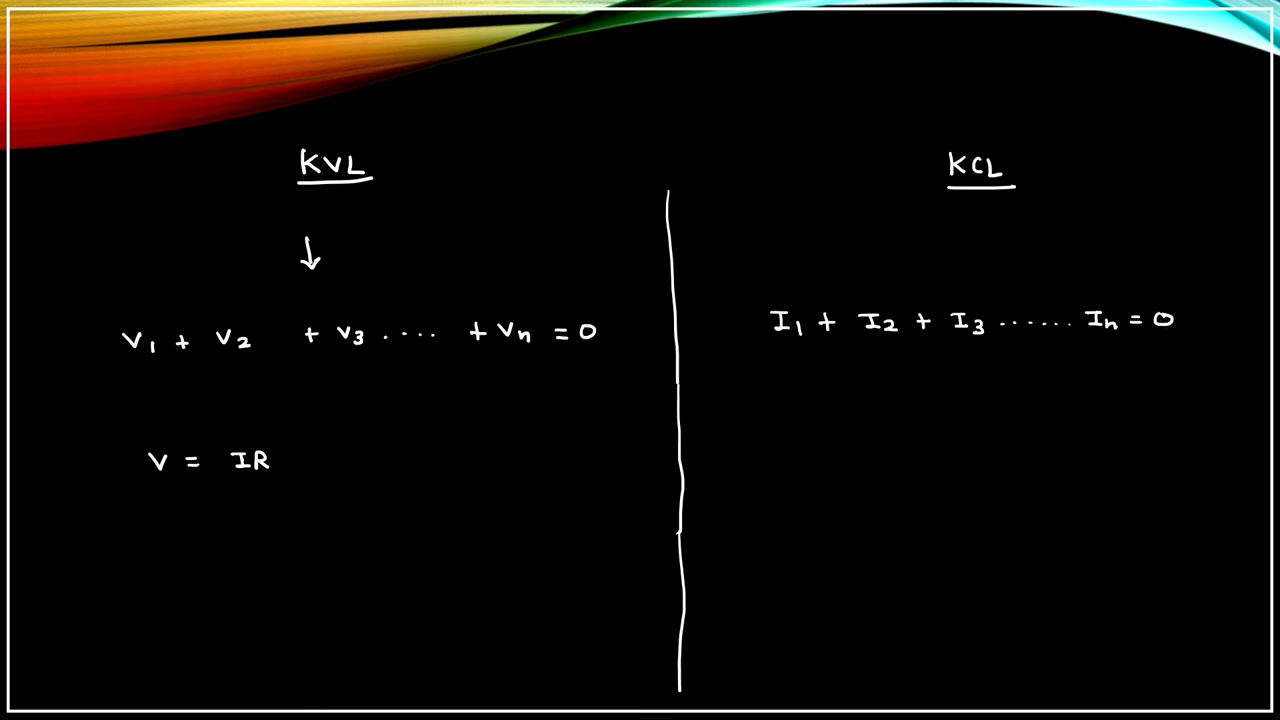 KVL
↓
V₁ + V₂ + V₃ .... + Vₙ = 0
V = IR
KCL
I₁ + I₂ + I₃ ...... Iₙ = 0